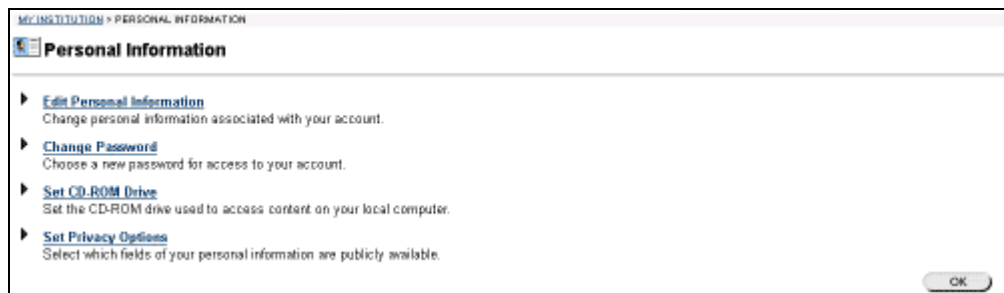 MY INSTITUTION > PERSONAL INFORMATION
Personal Information
Edit Personal Information
Change personal information associated with your account.
Change Password
Choose a new password for access to your account.
Set CD-ROM Drive
Set the CD-ROM drive used to access content on your local computer.
Set Privacy Options
Select which fields of your personal information are publicly available.
OK